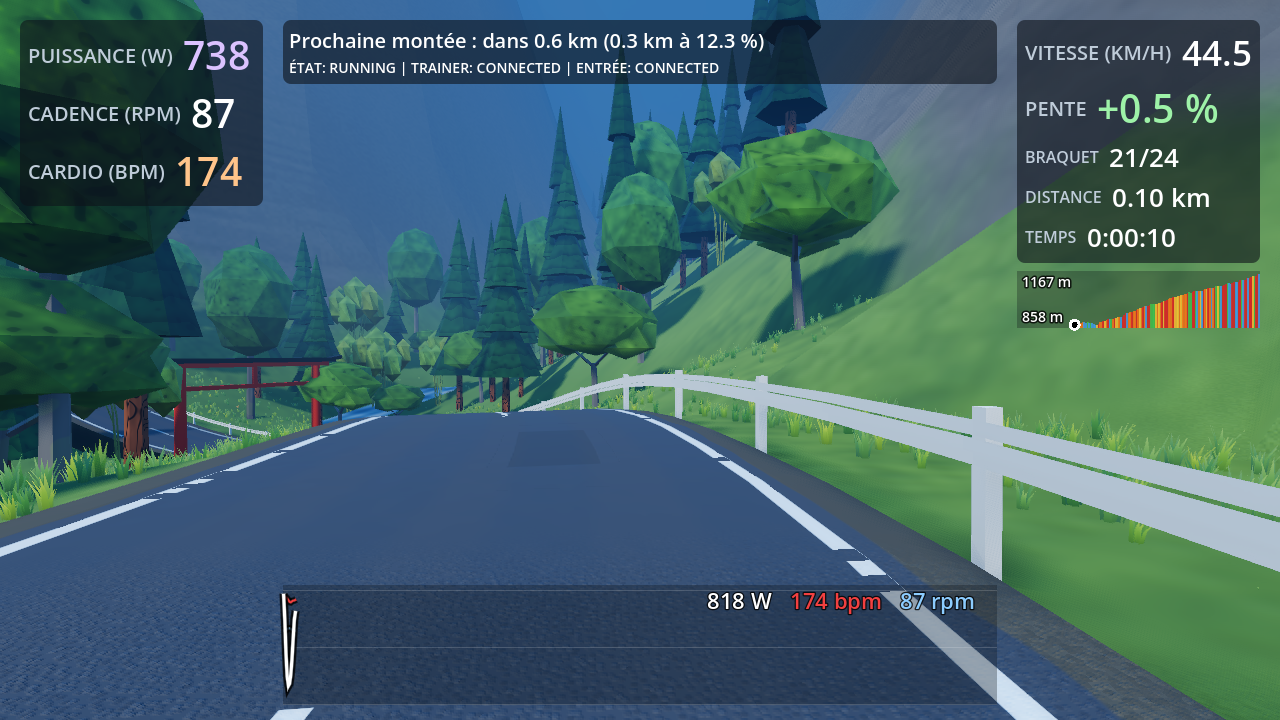 PUISSANCE (W) 738
CADENCE (RPM) 87
CARDIO (BPM) 174
Prochaine montée : dans 0.6 km (0.3 km à 12.3 %)
ÉTAT: RUNNING | TRAINER: CONNECTED | ENTRÉE: CONNECTED
VITESSE (KM/H) 44.5
PENTE +0.5 %
BRAQUET 21/24
DISTANCE 0.10 km
TEMPS 0:00:10
1167 m
858 m
818 W 174 bpm 87 rpm